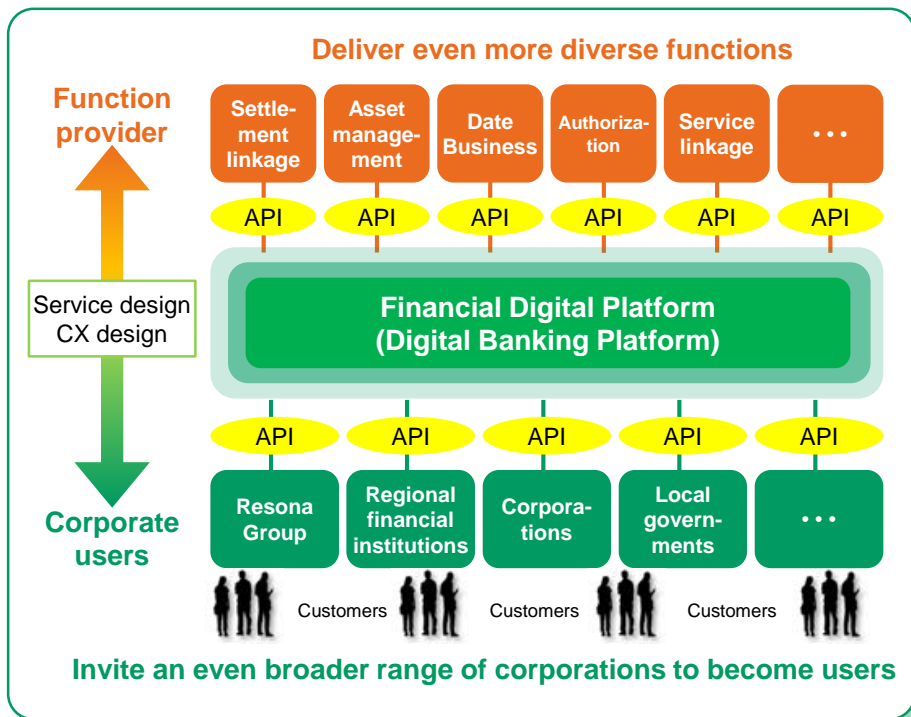 Deliver even more diverse functions
Function
provider
Settle-
ment
linkage
Asset
manage-
ment
Date
Business
Authoriza-
tion
Service
linkage
...
API
API
API
API
API
API
Service design
CX design
Financial Digital Platform
(Digital Banking Platform)
API
API
API
API
API
Corporate
users
Resona
Group
Regional
financial
institutions
Corpora-
tions
Local
govern-
ments
...
Customers
Customers
Customers
Invite an even broader range of corporations to become users